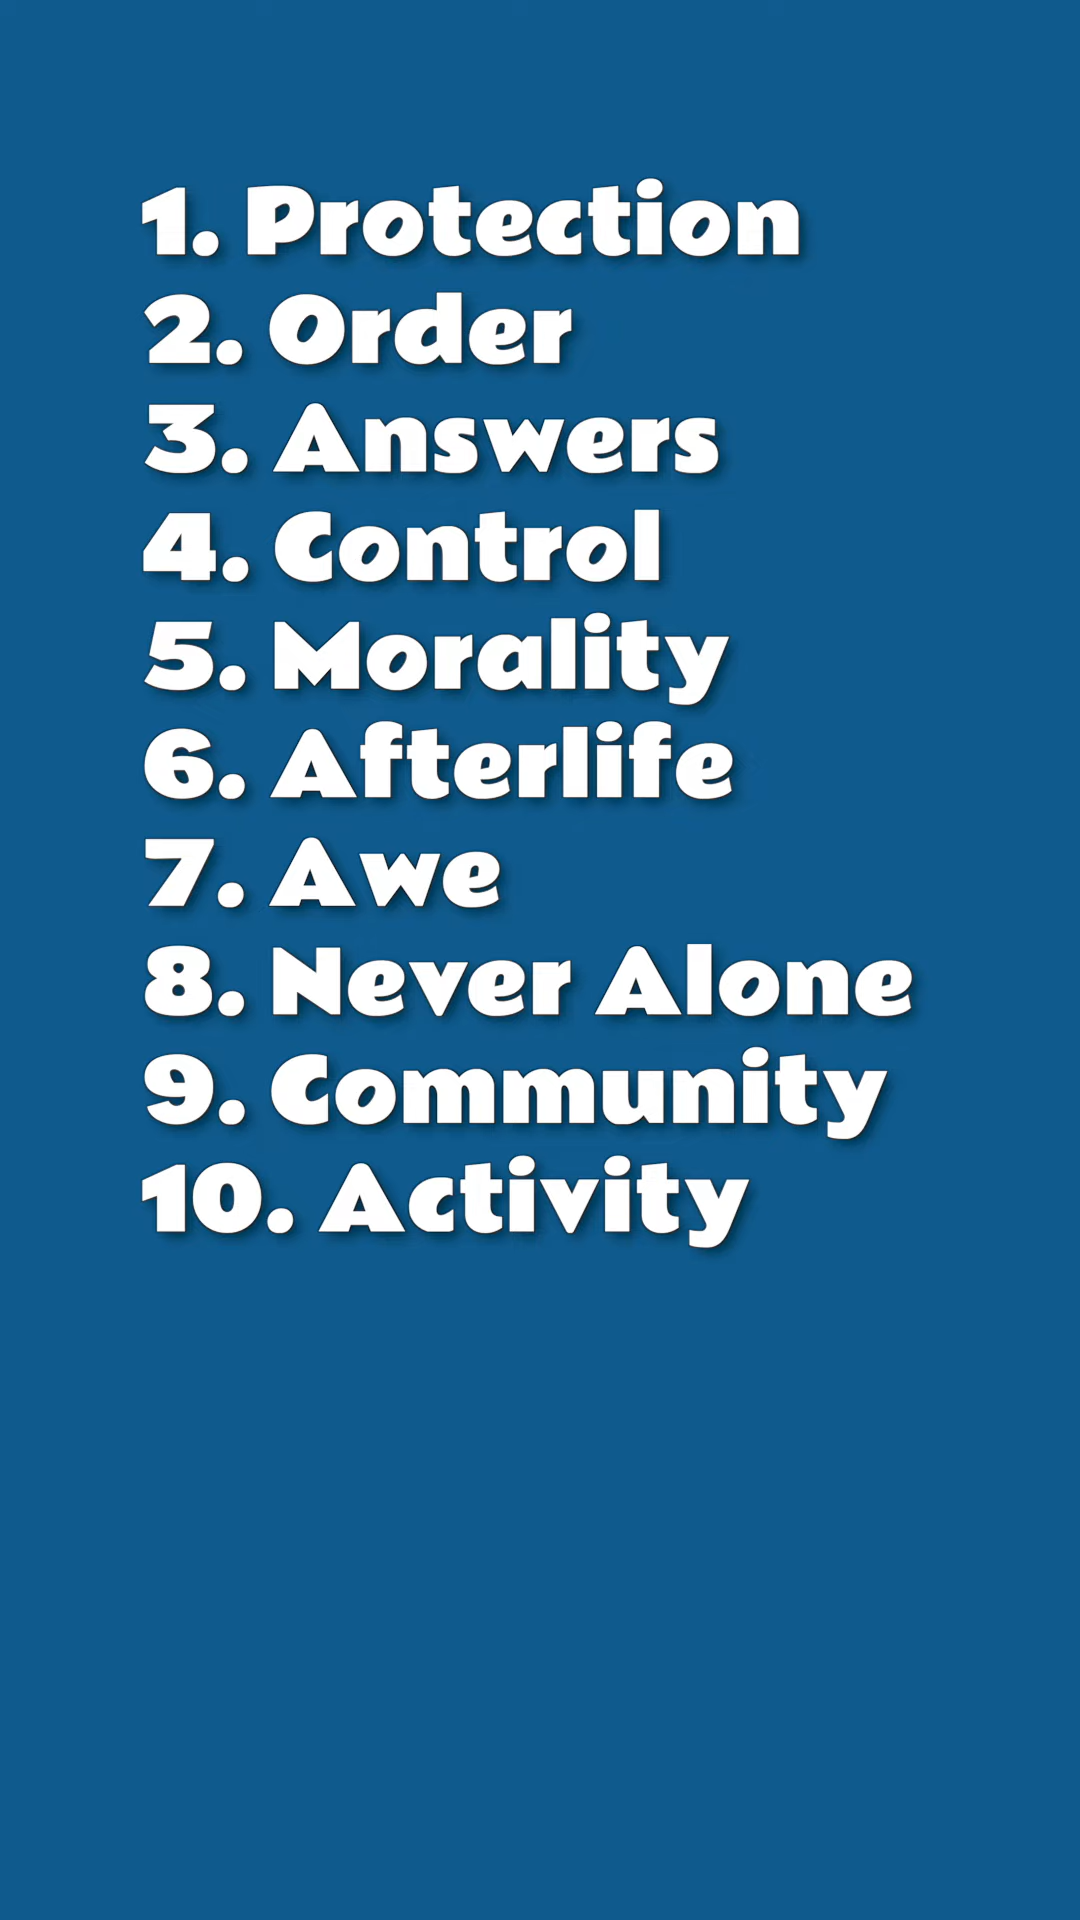 1. Protection
2. Order
3. Answers
4. Control
5. Morality
6. Afterlife
7. Awe
8. Never Alone
9. Community
10. Activity